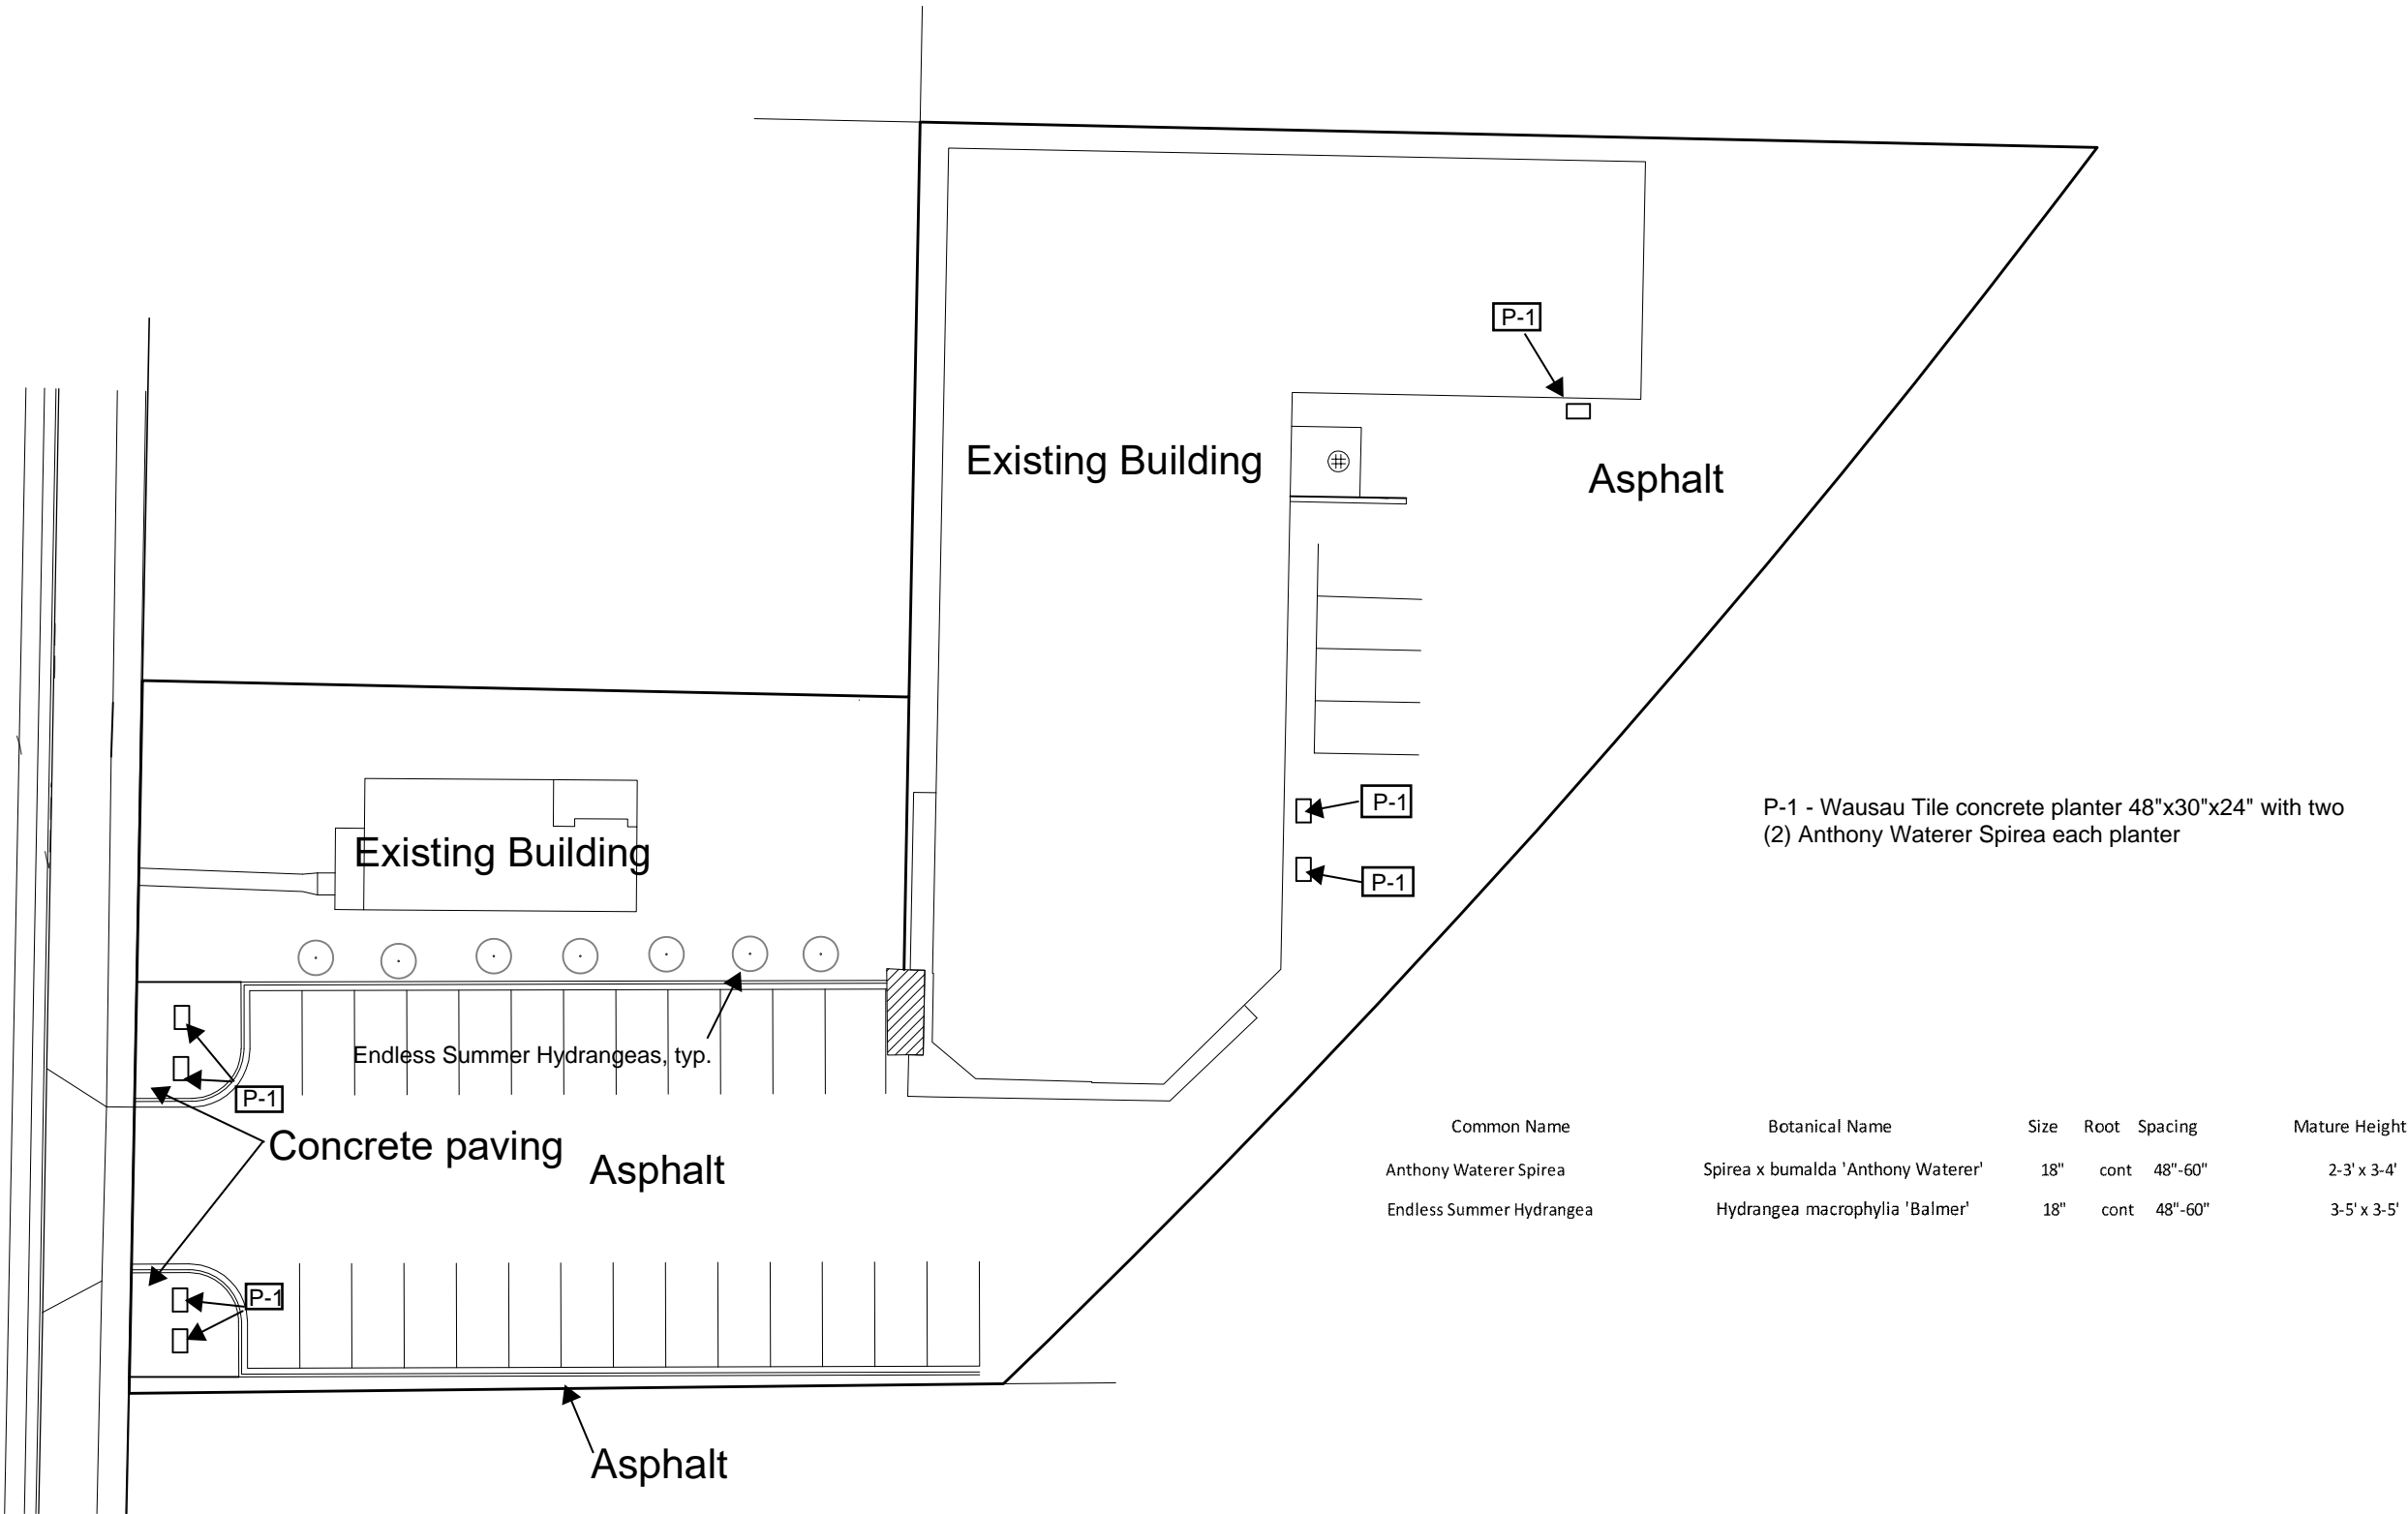 P-1
Existing Building
Asphalt
P-1
P-1 - Wausau Tile concrete planter 48"x30"x24" with two
(2) Anthony Waterer Spirea each planter
Existing Building
P-1
Endless Summer Hydrangeas, typ.
P-1
Concrete paving
Asphalt
Common Name Botanical Name Size Root Spacing Mature Height
Anthony Waterer Spirea Spirea x bumalda 'Anthony Waterer' 18" cont 48"-60" 2-3' x 3-4'
Endless Summer Hydrangea Hydrangea macrophylia 'Balmer' 18" cont 48"-60" 3-5' x 3-5'
P-1
Asphalt